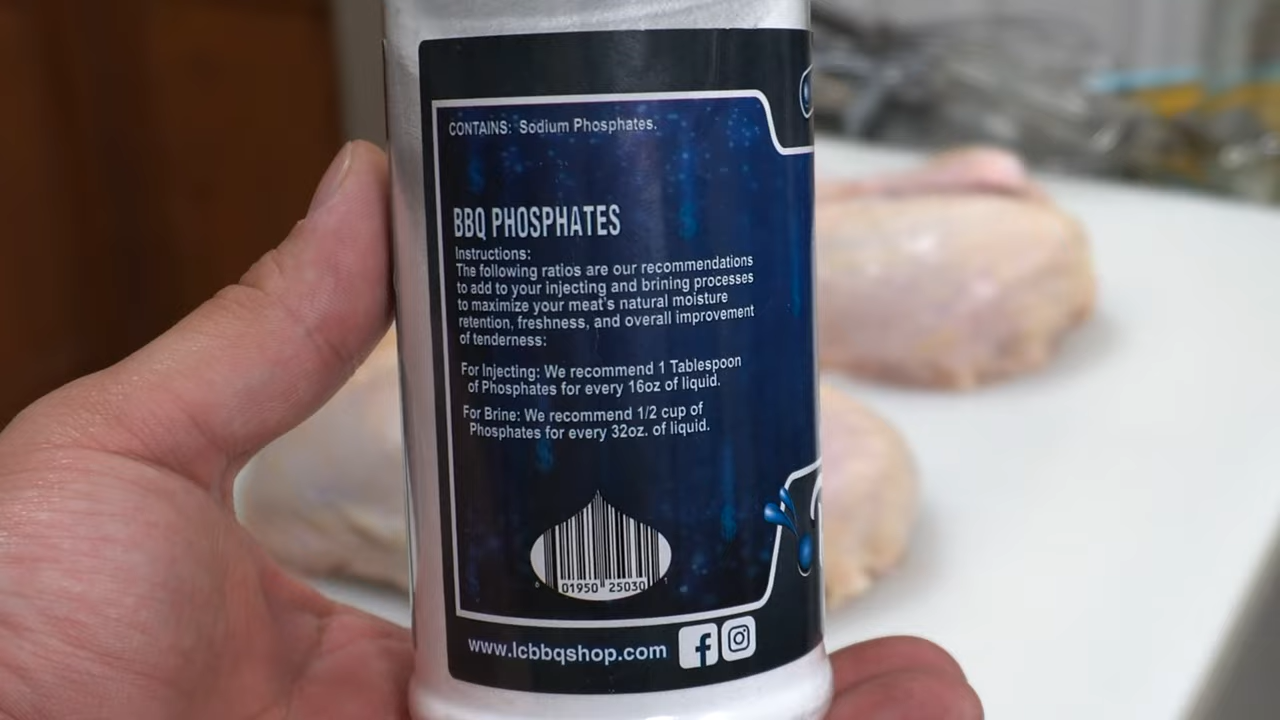 CONTAINS: Sodium Phosphates.
BBQ PHOSPHATES
Instructions:
The following ratios are our recommendations
to add to your injecting and brining processes
to maximize your meat's natural moisture
retention, freshness, and overall improvement
of tenderness:
For Injecting: We recommend 1 Tablespoon
of Phosphates for every 16oz of liquid.
For Brine: We recommend 1/2 cup of
Phosphates for every 32oz. of liquid.
01950 25030
www.lcbbqshop.com